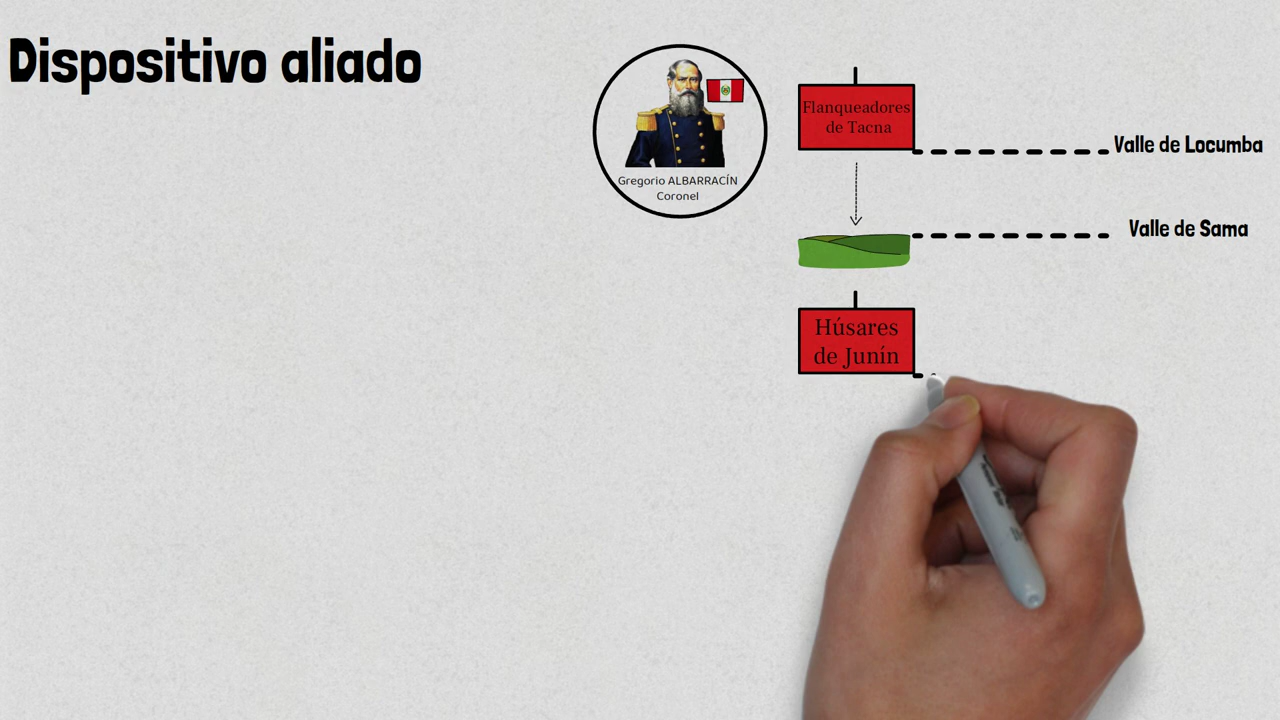 Dispositivo aliado
Gregorio ALBARRACÍN
Coronel
Flanqueadores
de Tacna
Valle de Locumba
Valle de Sama
Húsares
de Junín